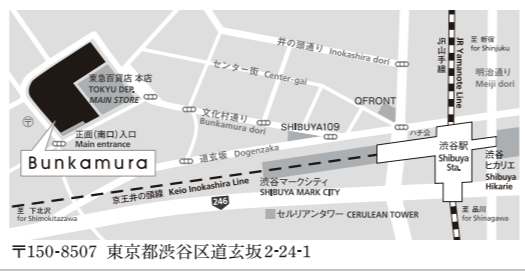 井の頭通り Inokashira dori
至 新宿
for Shinjuku
JR山手線
JR Yamanote Line
明治通り
Meiji dori
センター街 Center-gai
東急百貨店 本店
TOKYU DEP.
MAIN STORE
QFRONT
文化村通り
Bunkamura dori
SHIBUYA109
ハチ公
〒
正面(南口)入口
Main entrance
Bunkamura
道玄坂 Dogenzaka
渋谷駅
Shibuya
Sta.
渋谷
ヒカリエ
Shibuya
Hikarie
京王井の頭線 Keio Inokashira Line
渋谷マークシティ
SHIBUYA MARK CITY
246
至 下北沢
for Shimokitazawa
セルリアンタワー CERULEAN TOWER
至 品川
for Shinagawa
〒150-8507 東京都渋谷区道玄坂2-24-1